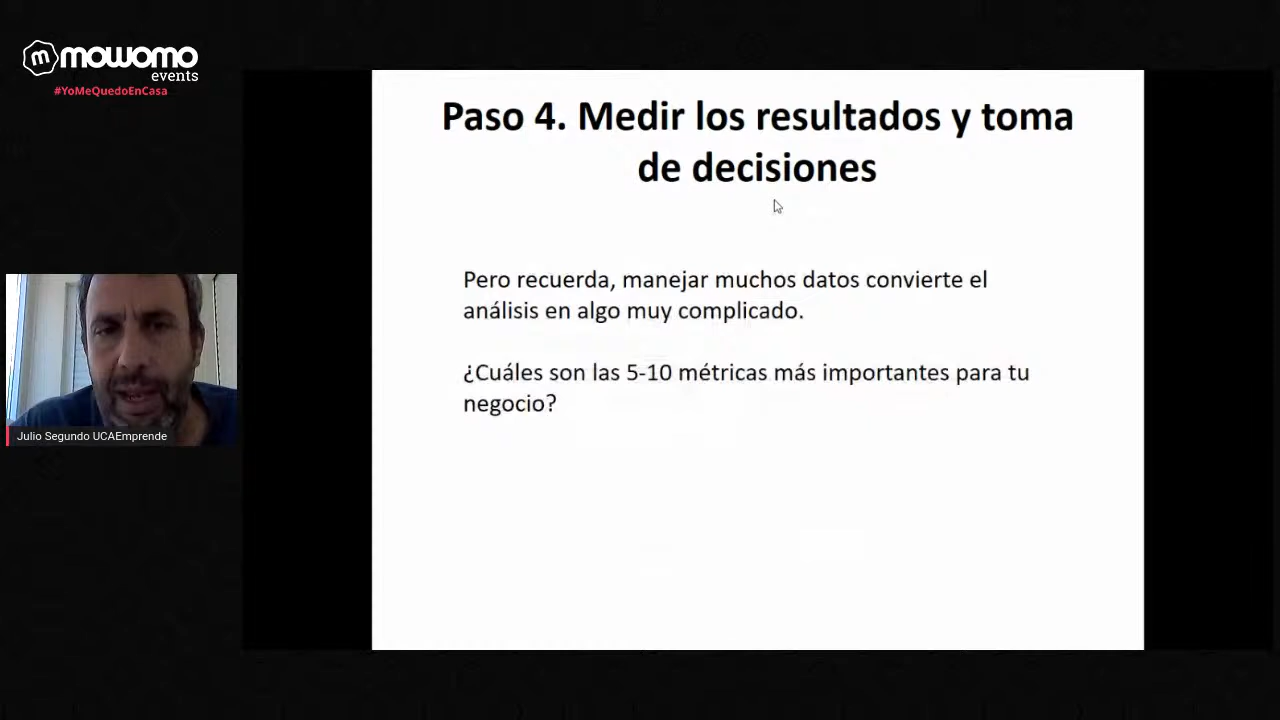 mowomo
events
#YoMeQuedoEnCasa
Paso 4. Medir los resultados y toma
de decisiones
Pero recuerda, manejar muchos datos convierte el
análisis en algo muy complicado.
¿Cuáles son las 5-10 métricas más importantes para tu
negocio?
Julio Segundo UCAEmprende